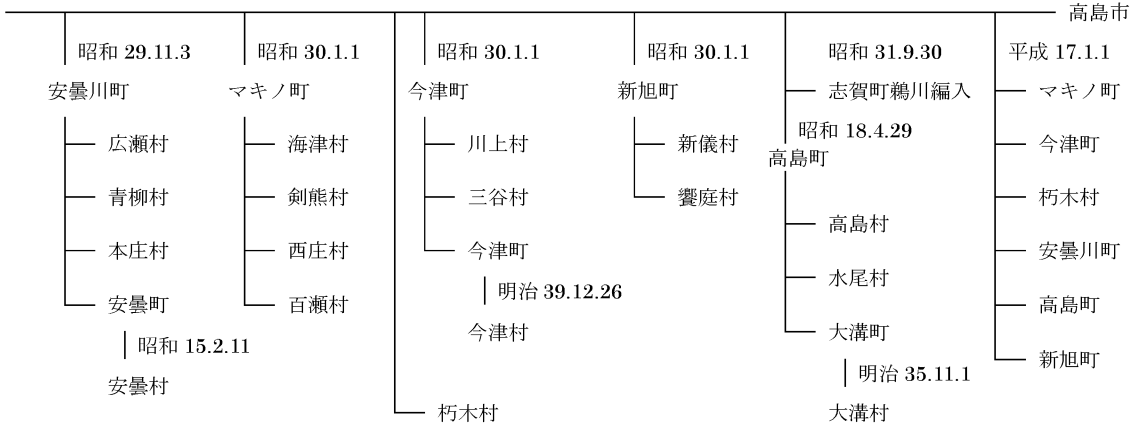 高島市
昭和 29.11.3
安曇川町
広瀬村
青柳村
本庄村
安曇町
昭和 15.2.11
安曇村
昭和 30.1.1
マキノ町
海津村
剣熊村
西庄村
百瀬村
朽木村
昭和 30.1.1
今津町
川上村
三谷村
今津町
明治 39.12.26
今津村
昭和 30.1.1
新旭町
新儀村
饗庭村
昭和 31.9.30
志賀町鵜川編入
昭和 18.4.29
高島町
高島村
水尾村
大溝町
明治 35.11.1
大溝村
平成 17.1.1
マキノ町
今津町
朽木村
安曇川町
高島町
新旭町